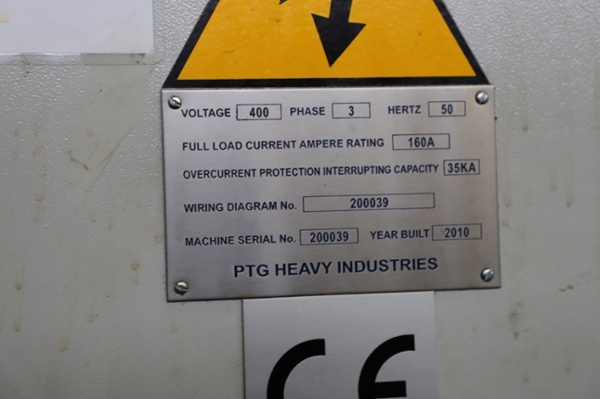 VOLTAGE 400 PHASE 3 HERTZ 50
FULL LOAD CURRENT AMPERE RATING 160A
OVERCURRENT PROTECTION INTERRUPTING CAPACITY 35KA
WIRING DIAGRAM No. 200039
MACHINE SERIAL No. 200039 YEAR BUILT 2010
PTG HEAVY INDUSTRIES
CE